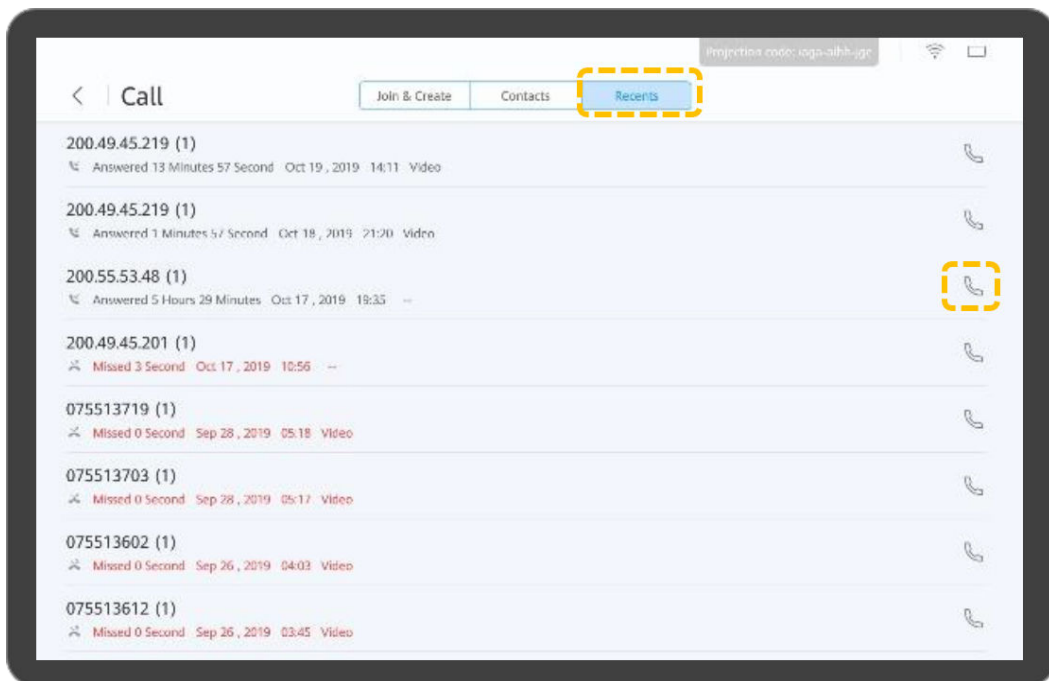 Projection code:
Call
Join & Create
Contacts
Recents
200.49.45.219 (1)
Answered 13 Minutes 57 Second Oct 19 , 2019 14:11 Video
200.49.45.219 (1)
Answered 1 Minutes 57 Second Oct 18 , 2019 21:20 Video
200.55.53.48 (1)
Answered 5 Hours 29 Minutes Oct 17 , 2019 19:35 --
200.49.45.201 (1)
Missed 3 Second Oct 17 , 2019 10:56 --
075513719 (1)
Missed 0 Second Sep 28 , 2019 05:18 Video
075513703 (1)
Missed 0 Second Sep 28 , 2019 05:17 Video
075513602 (1)
Missed 0 Second Sep 26 , 2019 04:03 Video
075513612 (1)
Missed 0 Second Sep 26 , 2019 03:45 Video